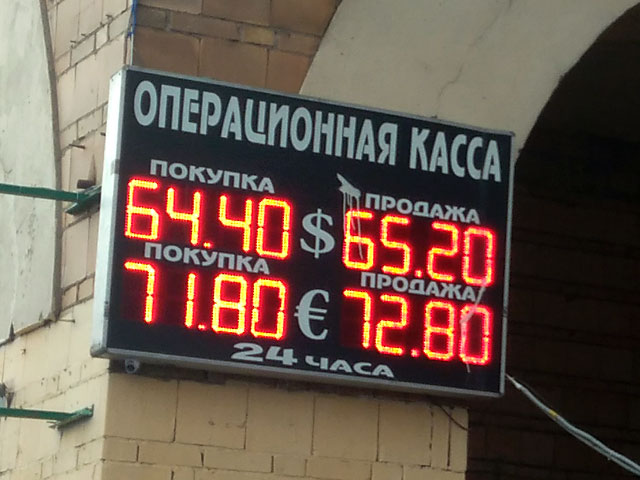 ОПЕРАЦИОННАЯ КАССА
ПОКУПКА ПРОДАЖА
64.40 $ 65.20
ПОКУПКА ПРОДАЖА
71.80 € 72.80
24 ЧАСА